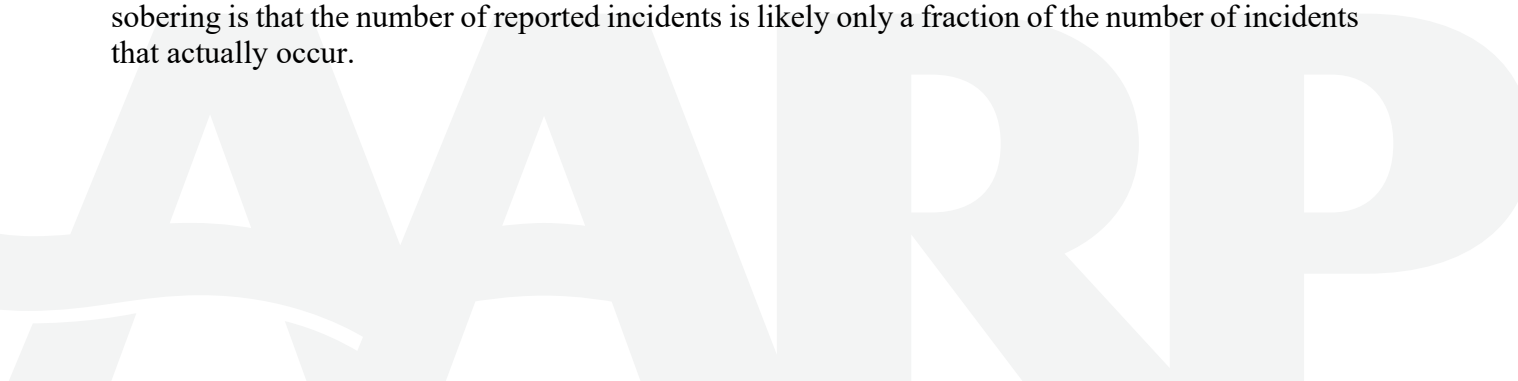 sobering is that the number of reported incidents is likely only a fraction of the number of incidents
that actually occur.
AARP